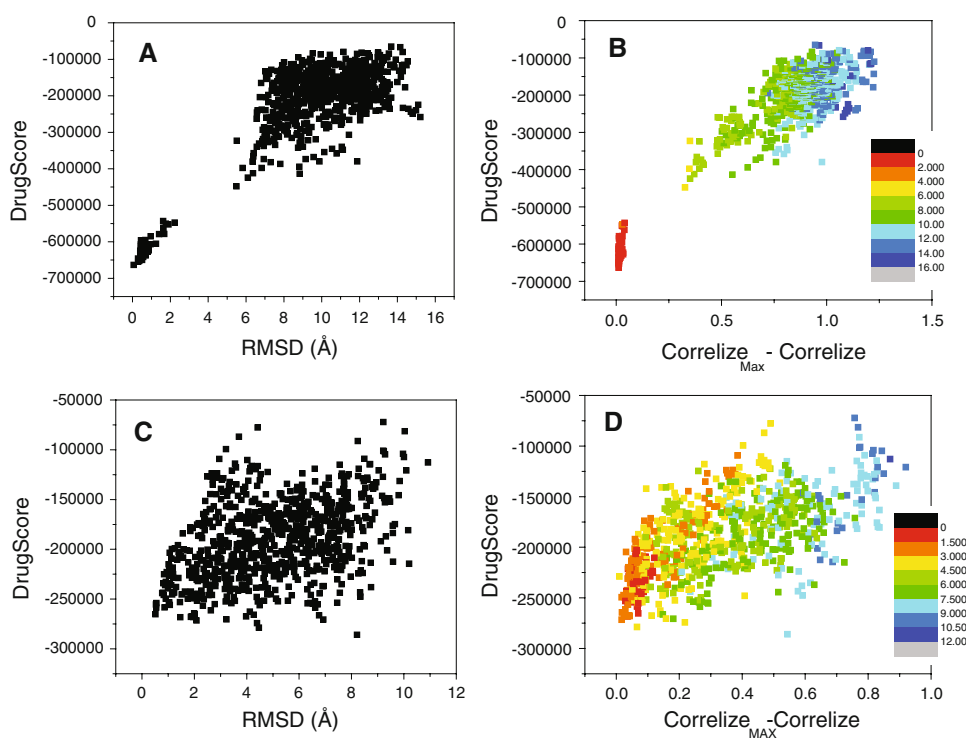 A
DrugScore
0
-100000
-200000
-300000
-400000
-500000
-600000
-700000
0 2 4 6 8 10 12 14 16
RMSD (Å)
B
DrugScore
0
-100000
-200000
-300000
-400000
-500000
-600000
-700000
0.0 0.5 1.0 1.5
Correlize Max - Correlize
0
2.000
4.000
6.000
8.000
10.00
12.00
14.00
16.00
C
DrugScore
-50000
-100000
-150000
-200000
-250000
-300000
0 2 4 6 8 10 12
RMSD (Å)
D
DrugScore
-50000
-100000
-150000
-200000
-250000
-300000
0.0 0.2 0.4 0.6 0.8 1.0
Correlize MAX-Correlize
0
1.500
3.000
4.500
6.000
7.500
9.000
10.50
12.00